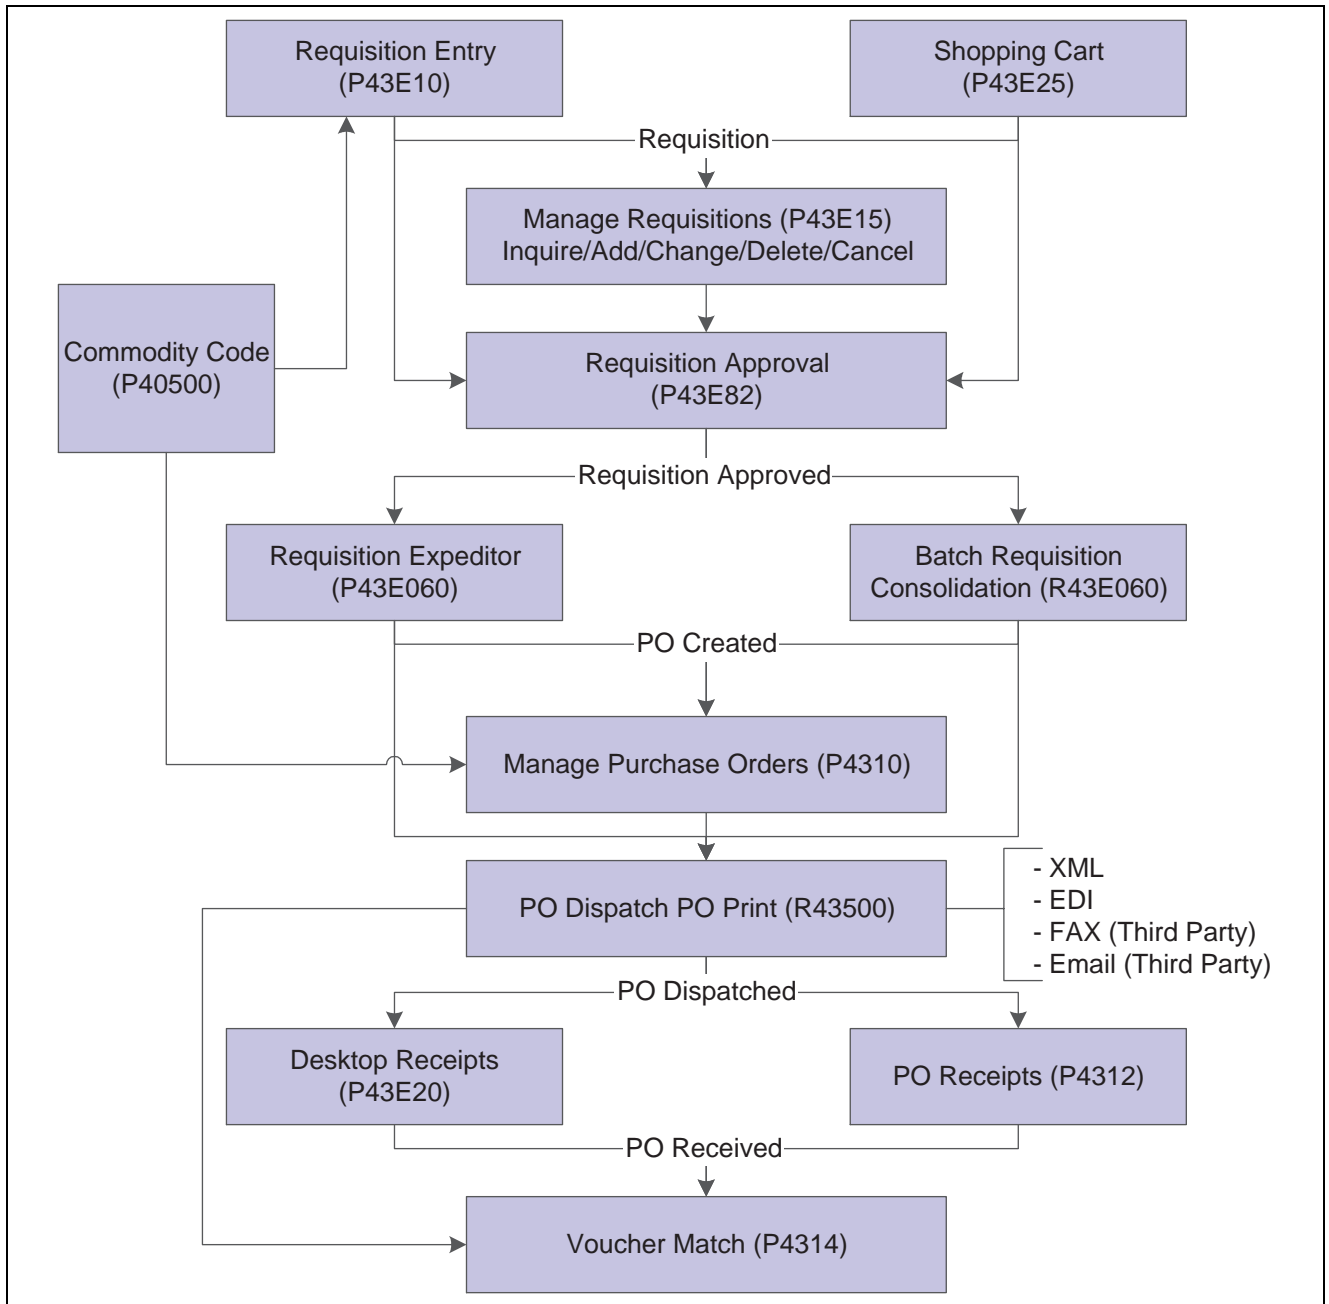 Requisition Entry
(P43E10)
Shopping Cart
(P43E25)
Requisition
Manage Requisitions (P43E15)
Inquire/Add/Change/Delete/Cancel
Commodity Code
(P40500)
Requisition Approval
(P43E82)
Requisition Approved
Requisition Expeditor
(P43E060)
Batch Requisition
Consolidation (R43E060)
PO Created
Manage Purchase Orders (P4310)
PO Dispatch PO Print (R43500)
- XML
- EDI
- FAX (Third Party)
- Email (Third Party)
PO Dispatched
Desktop Receipts
(P43E20)
PO Receipts (P4312)
PO Received
Voucher Match (P4314)